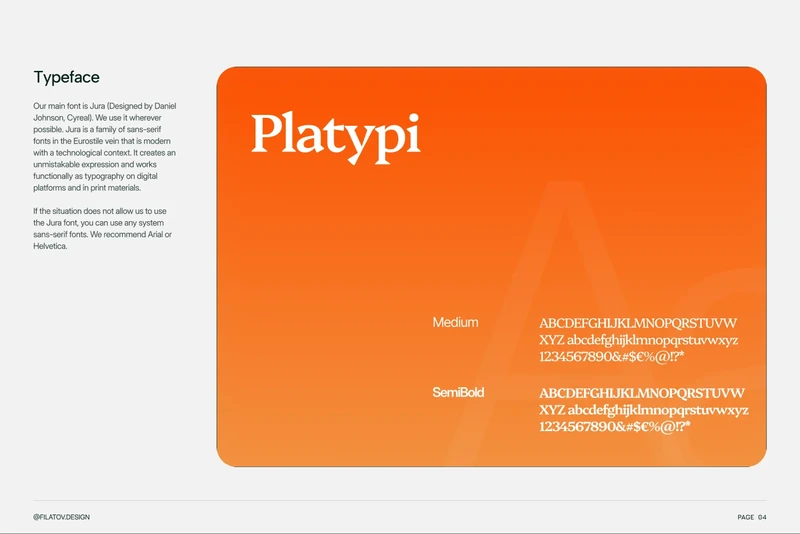 Typeface
Our main font is Jura (Designed by Daniel
Johnson, Cyreal). We use it wherever
possible. Jura is a family of sans-serif
fonts in the Eurostile vein that is modern
with a technological context. It creates an
unmistakable expression and works
functionally as typography on digital
platforms and in print materials.
If the situation does not allow us to use
the Jura font, you can use any system
sans-serif fonts. We recommend Arial or
Helvetica.
Platypi
Medium
ABCDEFGHIJKLMNOPQRSTUVW
XYZ abcdefghijklmnopqrstuvwxyz
1234567890&#$€%@!?*
SemiBold
ABCDEFGHIJKLMNOPQRSTUVW
XYZ abcdefghijklmnopqrstuvwxyz
1234567890&#$€%@!?*
@FILATOV.DESIGN
PAGE 04